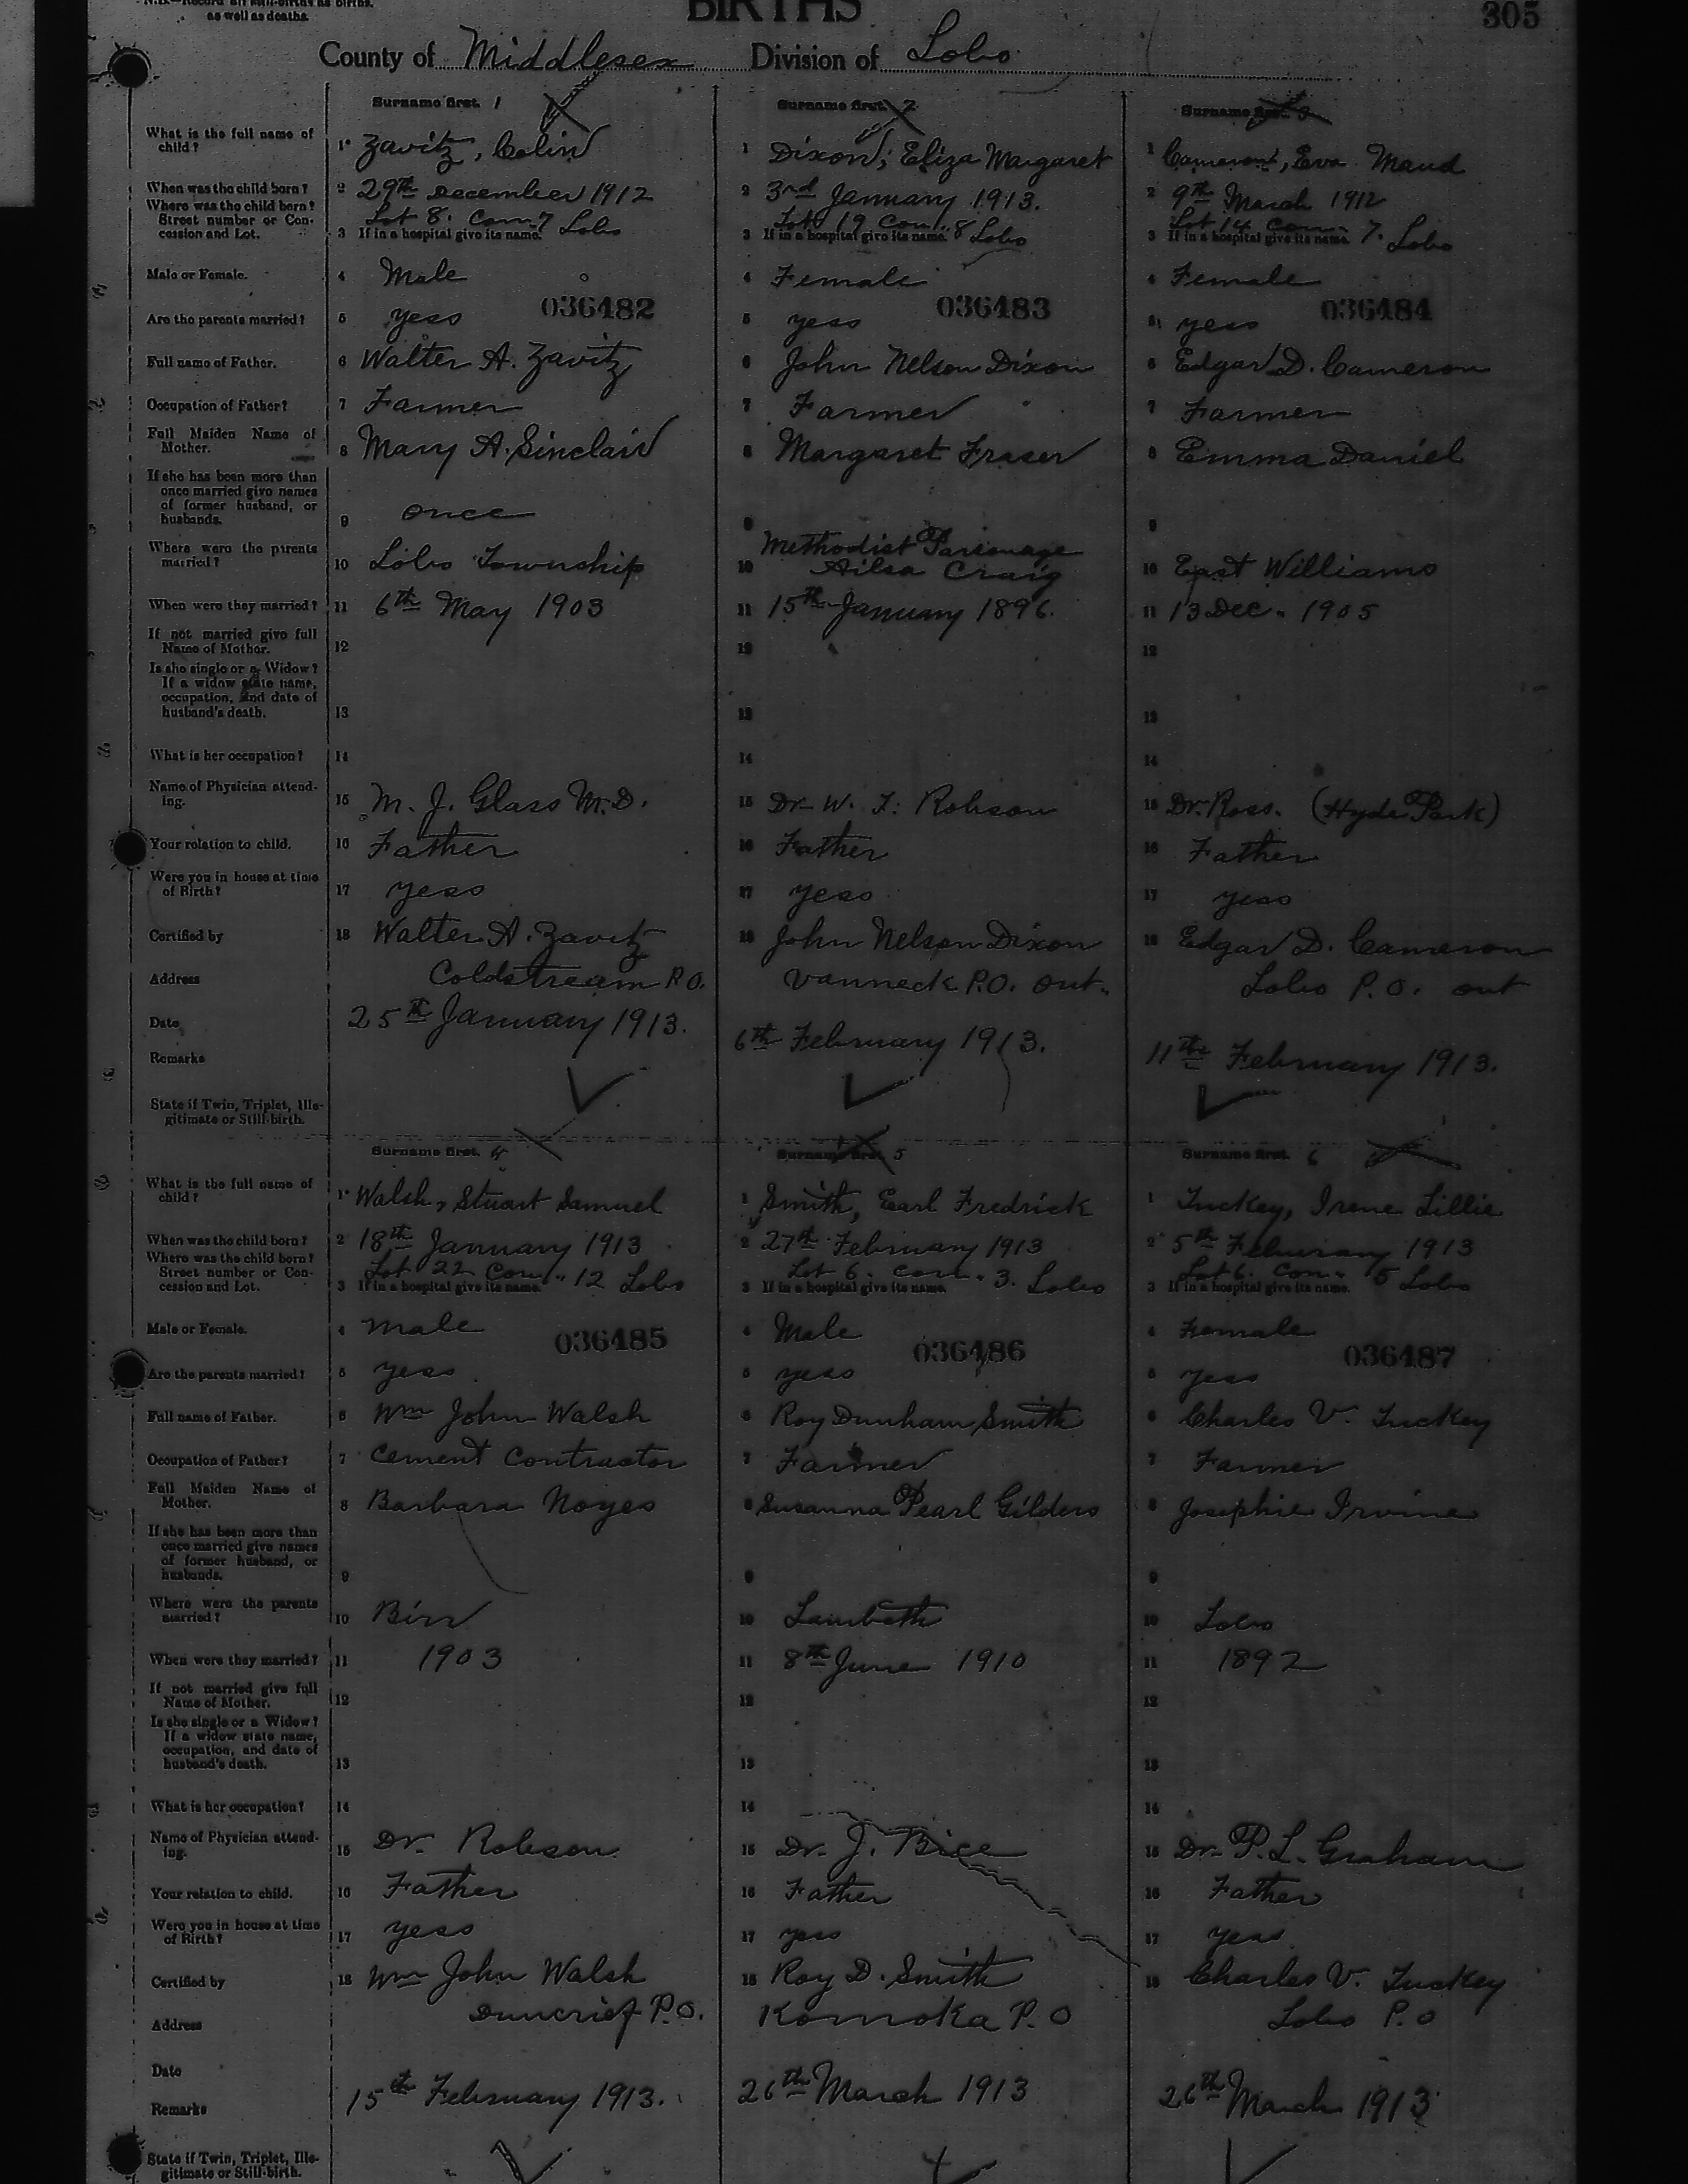 N.B.—Record all still-births as births,
as well as deaths.
BIRTHS
305
County of Middlesex Division of Lobo
Surname first. 1
What is the full name of child? 1 Zavitz, Colin
When was the child born? 2 29th December 1912
Where was the child born? Street number or Concession and Lot. Lot 8. Con. 7 Lobo
3 If in a hospital give its name.
Male or Female. 4 Male
036482
Are the parents married? 5 yes
Full name of Father. 6 Walter A. Zavitz
Occupation of Father? 7 Farmer
Full Maiden Name of Mother. 8 Mary A. Sinclair
If she has been more than once married give names of former husband, or husbands. 9 once
Where were the parents married? 10 Lobo Township
When were they married? 11 6th May 1903
If not married give full Name of Mother. 12
Is she single or a Widow? If a widow state name, occupation, and date of husband's death. 13
What is her occupation? 14
Name of Physician attending. 15 M. J. Glass M.D.
Your relation to child. 16 Father
Were you in house at time of Birth? 17 yes
Certified by 18 Walter A. Zavitz
Address Coldstream P.O.
Date 25th January 1913.
Remarks
State if Twin, Triplet, Illegitimate or Still-birth.
Surname first. 2
1 Dixon, Eliza Margaret
2 3rd January 1913.
Lot 19 Con. 8 Lobo
3 If in a hospital give its name.
4 Female
036483
5 yes
6 John Nelson Dixon
7 Farmer
8 Margaret Fraser
9
Methodist Parsonage
10 Ailsa Craig
11 15th January 1896.
12
13
14
15 Dr. W. F. Robson
16 Father
17 yes
18 John Nelson Dixon
Vanneck P.O. Ont.
6th February 1913.
Surname first. 3
1 Cameron, Eva Maud
2 9th March 1912
Lot 14 Con. 7. Lobo
3 If in a hospital give its name.
4 Female
036484
5 yes
6 Edgar D. Cameron
7 Farmer
8 Emma Daniel
9
10 East Williams
11 13 Dec. 1905
12
13
14
15 Dr. Ross. (Hyde Park)
16 Father
17 yes
18 Edgar D. Cameron
Lobo P.O. Ont
11th February 1913.
Surname first. 4
What is the full name of child? 1 Walsh, Stuart Samuel
When was the child born? 2 18th January 1913
Where was the child born? Street number or Concession and Lot. Lot 22 Con. 12 Lobo
3 If in a hospital give its name.
Male or Female. 4 male
036485
Are the parents married? 5 yes
Full name of Father. 6 Wm John Walsh
Occupation of Father? 7 Cement Contractor
Full Maiden Name of Mother. 8 Barbara Noyes
If she has been more than once married give names of former husband, or husbands. 9
Where were the parents married? 10 Birr
When were they married? 11 1903
If not married give full Name of Mother. 12
Is she single or a Widow? If a widow state name, occupation, and date of husband's death. 13
What is her occupation? 14
Name of Physician attending. 15 Dr. Robson
Your relation to child. 16 Father
Were you in house at time of Birth? 17 yes
Certified by 18 Wm John Walsh
Address Duncrief P.O.
Date 15th February 1913.
Remarks
State if Twin, Triplet, Illegitimate or Still-birth.
Surname first. 5
1 Smith, Earl Fredrick
2 27th February 1913
Lot 6. Con. 3. Lobo
3 If in a hospital give its name.
4 Male
036486
5 yes
6 Roy Dunham Smith
7 Farmer
8 Susanna Pearl Gilders
9
10 Lambeth
11 8th June 1910
12
13
14
15 Dr. J. Bice
16 Father
17 yes
18 Roy D. Smith
Komoka P.O
26th March 1913
Surname first. 6
1 Tuckey, Irene Lillie
2 5th February 1913
Lot 6. Con. 5 Lobo
3 If in a hospital give its name.
4 Female
036487
5 yes
6 Charles V. Tuckey
7 Farmer
8 Josephie Irvine
9
10 Lobo
11 1892
12
13
14
15 Dr. P. L. Graham
16 Father
17 yes
18 Charles V. Tuckey
Lobo P.O
26th March 1913